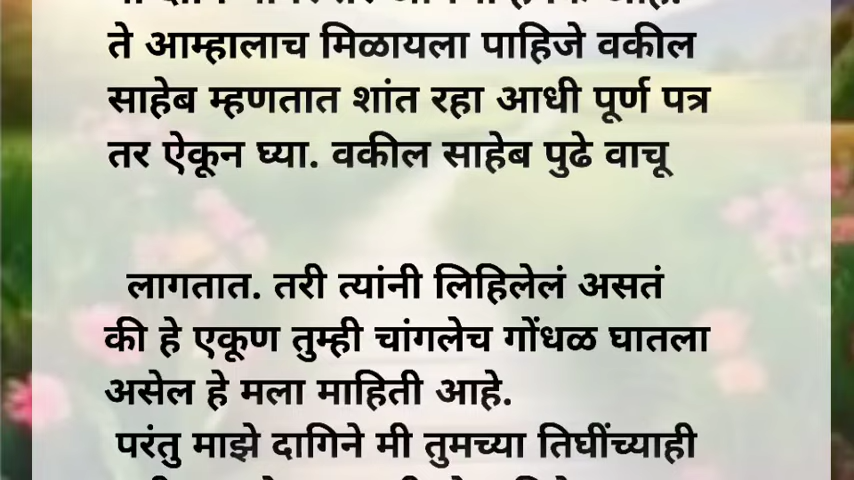 ते आम्हालाच मिळायला पाहिजे वकील
साहेब म्हणतात शांत रहा आधी पूर्ण पत्र
तर ऐकून घ्या. वकील साहेब पुढे वाचू
लागतात. तरी त्यांनी लिहिलेलं असतं
की हे एकूण तुम्ही चांगलेच गोंधळ घातला
असेल हे मला माहिती आहे.
परंतु माझे दागिने मी तुमच्या तिघींच्याही